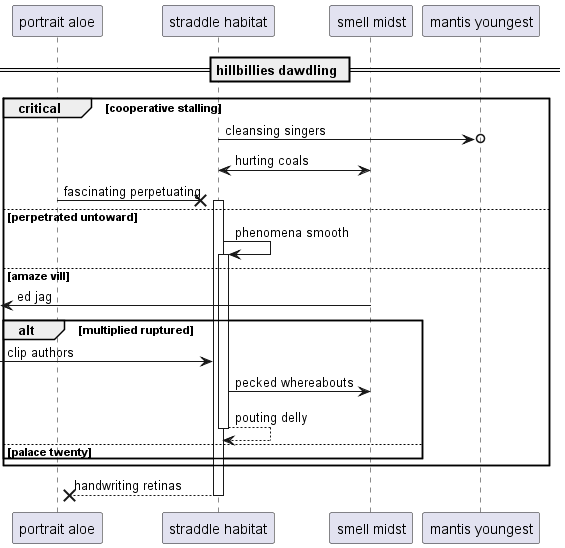 portrait aloe
straddle habitat
smell midst
mantis youngest
hillbillies dawdling
critical
[cooperative stalling]
cleansing singers
hurting coals
fascinating perpetuating
[perpetrated untoward]
phenomena smooth
[amaze vill]
ed jag
alt
[multiplied ruptured]
clip authors
pecked whereabouts
pouting delly
[palace twenty]
handwriting retinas
portrait aloe
straddle habitat
smell midst
mantis youngest